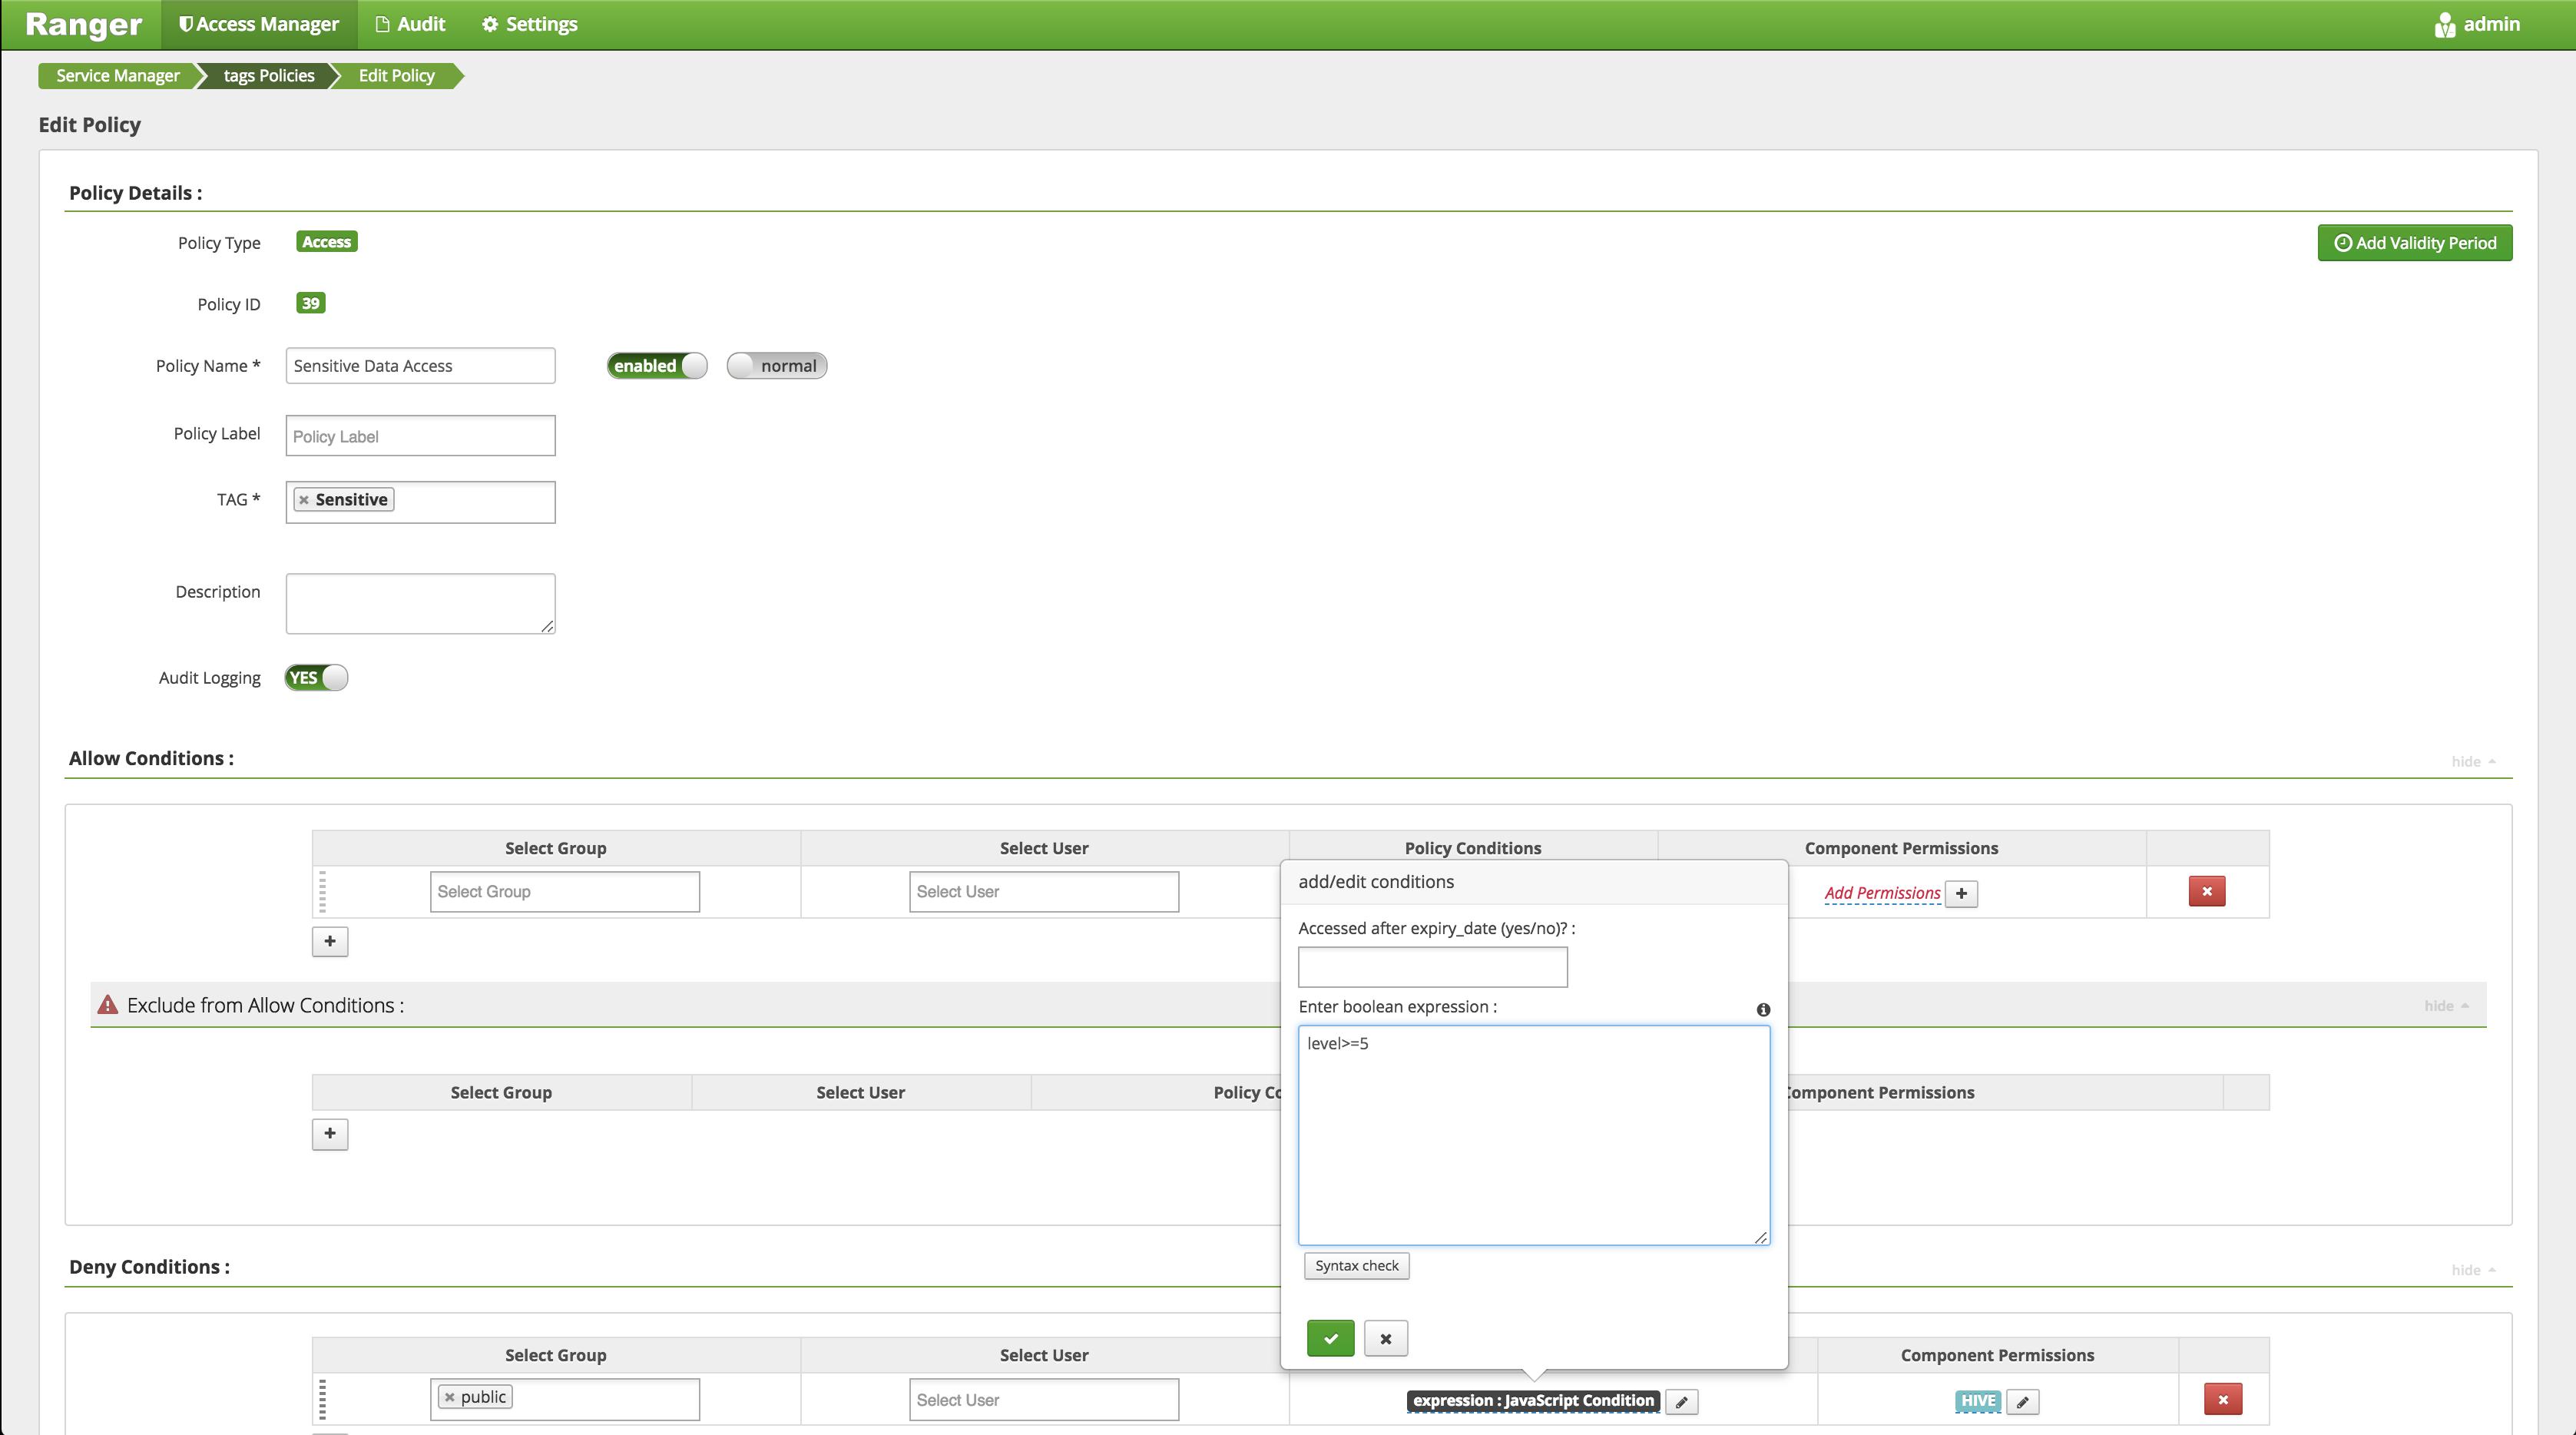 Ranger Access Manager Audit Settings admin
Service Manager tags Policies Edit Policy
Edit Policy
Policy Details :
Policy Type Access Add Validity Period
Policy ID 39
Policy Name * Sensitive Data Access enabled normal
Policy Label Policy Label
TAG * × Sensitive
Description
Audit Logging YES
Allow Conditions : hide
Select Group Select User Policy Conditions Component Permissions
Select Group Select User Add Permissions +
+
add/edit conditions
Accessed after expiry_date (yes/no)? :
Enter boolean expression :
level>=5
Syntax check
Exclude from Allow Conditions : hide
Select Group Select User Policy Co omponent Permissions
+
Deny Conditions : hide
Select Group Select User Component Permissions
× public Select User expression : JavaScript Condition HIVE